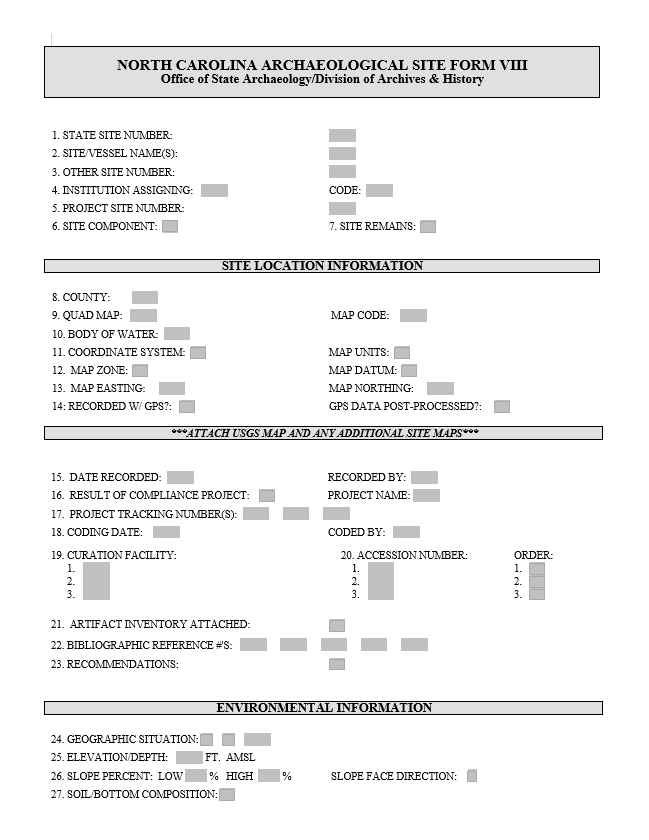 NORTH CAROLINA ARCHAEOLOGICAL SITE FORM VIII
Office of State Archaeology/Division of Archives & History
1. STATE SITE NUMBER:
2. SITE/VESSEL NAME(S):
3. OTHER SITE NUMBER:
4. INSTITUTION ASSIGNING: CODE:
5. PROJECT SITE NUMBER:
6. SITE COMPONENT: 7. SITE REMAINS:
SITE LOCATION INFORMATION
8. COUNTY:
9. QUAD MAP: MAP CODE:
10. BODY OF WATER:
11. COORDINATE SYSTEM: MAP UNITS:
12. MAP ZONE: MAP DATUM:
13. MAP EASTING: MAP NORTHING:
14: RECORDED W/ GPS?: GPS DATA POST-PROCESSED?:
***ATTACH USGS MAP AND ANY ADDITIONAL SITE MAPS***
15. DATE RECORDED: RECORDED BY:
16. RESULT OF COMPLIANCE PROJECT: PROJECT NAME:
17. PROJECT TRACKING NUMBER(S):
18. CODING DATE: CODED BY:
19. CURATION FACILITY: 20. ACCESSION NUMBER: ORDER:
1. 1. 1.
2. 2. 2.
3. 3. 3.
21. ARTIFACT INVENTORY ATTACHED:
22. BIBLIOGRAPHIC REFERENCE #'S:
23. RECOMMENDATIONS:
ENVIRONMENTAL INFORMATION
24. GEOGRAPHIC SITUATION:
25. ELEVATION/DEPTH: FT. AMSL
26. SLOPE PERCENT: LOW % HIGH % SLOPE FACE DIRECTION:
27. SOIL/BOTTOM COMPOSITION: